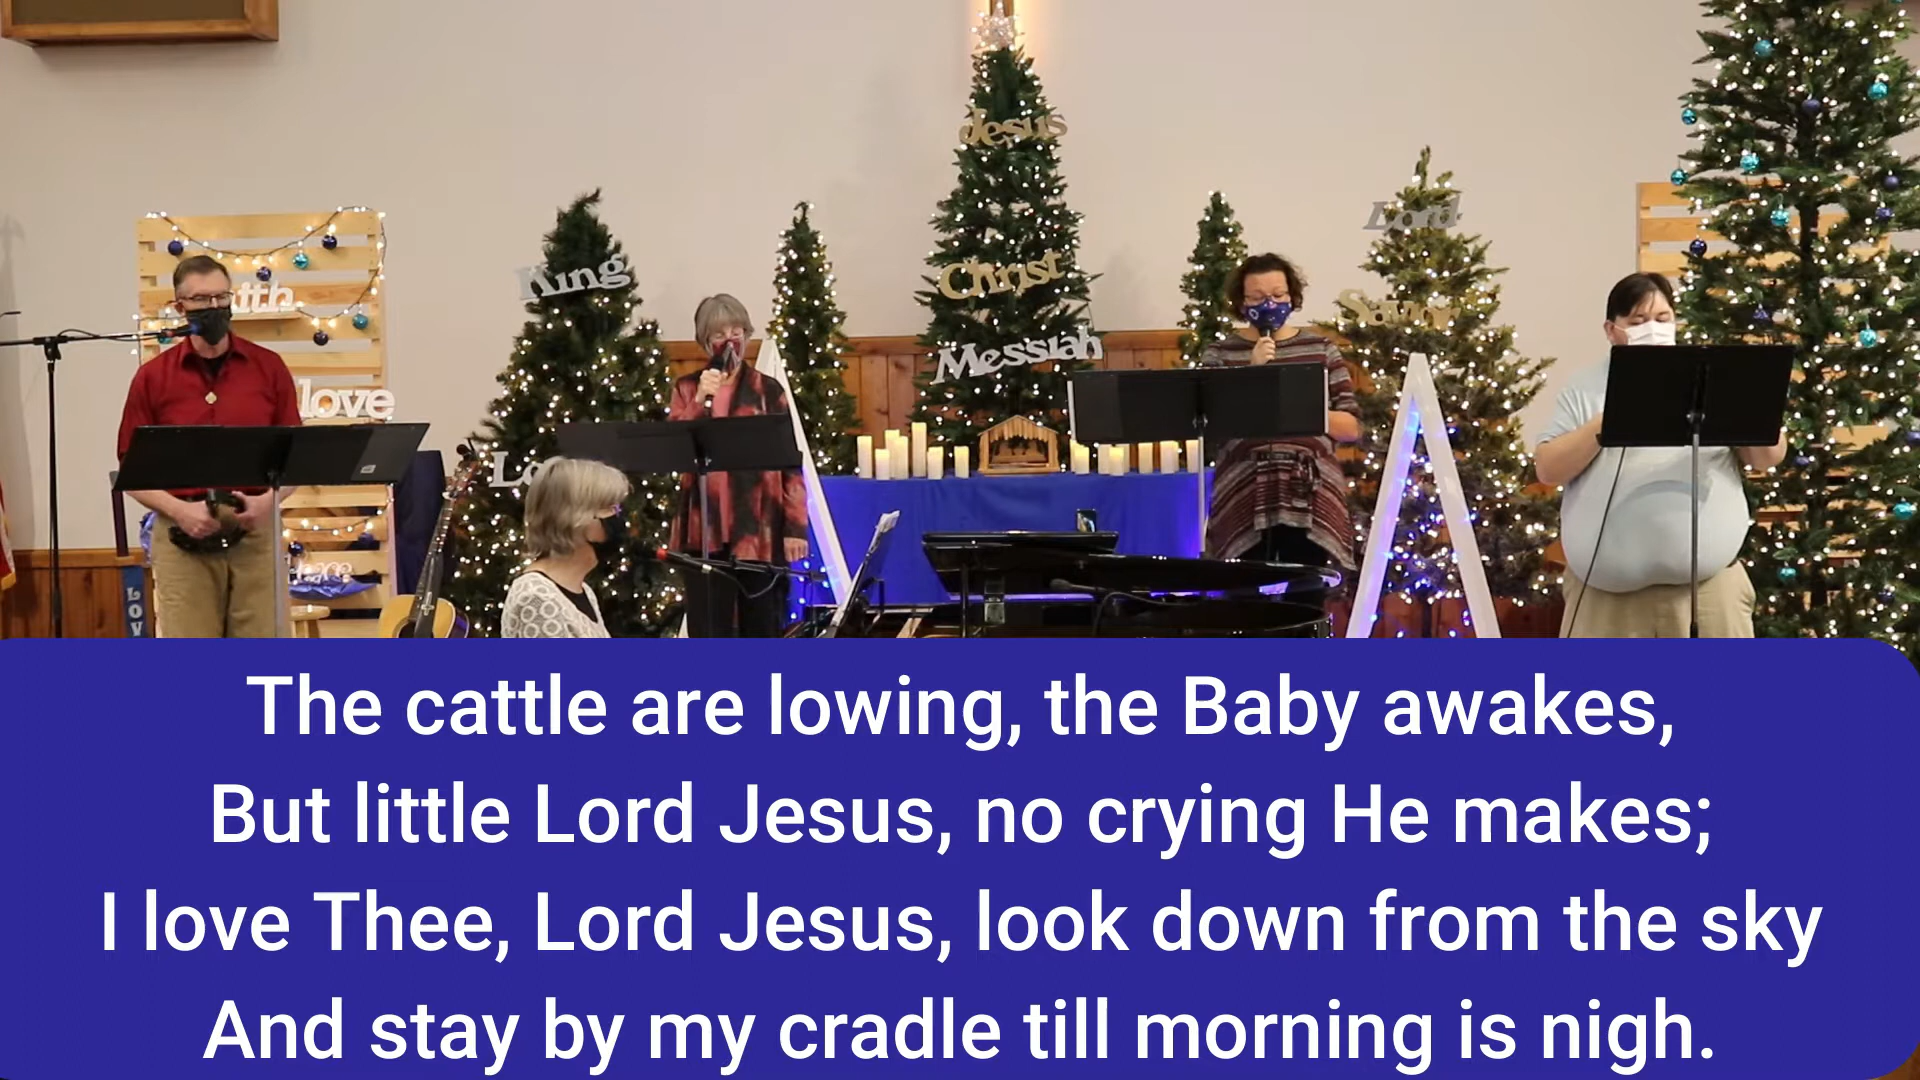 Jesus
Lord
King
Christ
Savior
Messiah
love
LOV
The cattle are lowing, the Baby awakes,
But little Lord Jesus, no crying He makes;
I love Thee, Lord Jesus, look down from the sky
And stay by my cradle till morning is nigh.